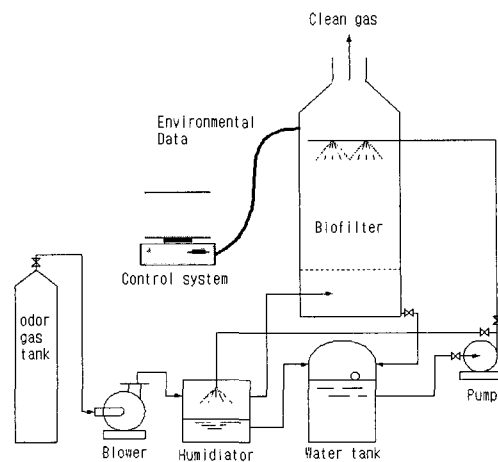 Clean gas
Environmental
Data
Biofilter
Control system
odor
gas
tank
Pump
Blower
Humidiator
Water tank